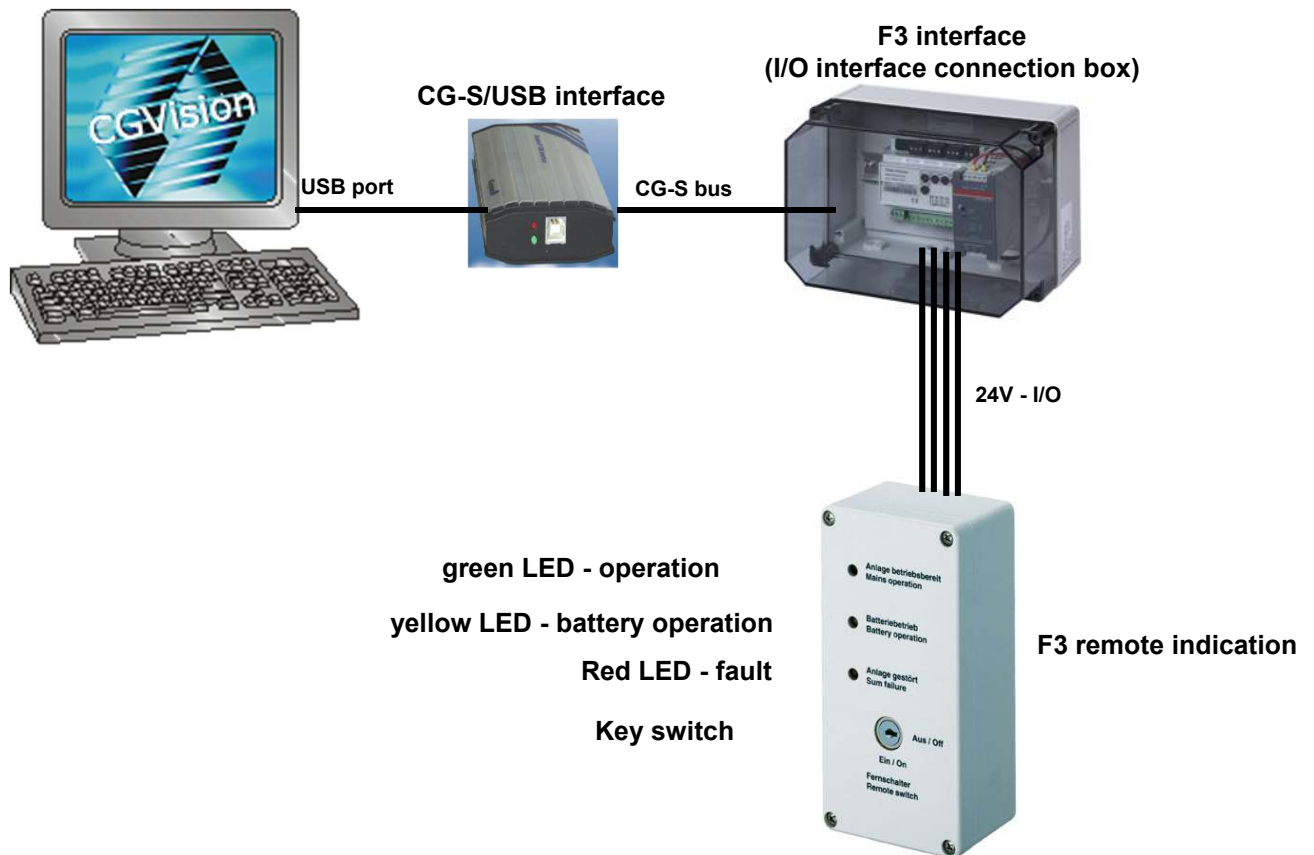 CGVision
F3 interface
(I/O interface connection box)
CG-S/USB interface
USB port
CG-S bus
24V - I/O
green LED - operation
yellow LED - battery operation
Red LED - fault
Key switch
Anlage betriebsbereit
Mains operation
Batteriebetrieb
Battery operation
Anlage gestört
Sum failure
Aus / Off
Ein / On
Fernschalter
Remote switch
F3 remote indication